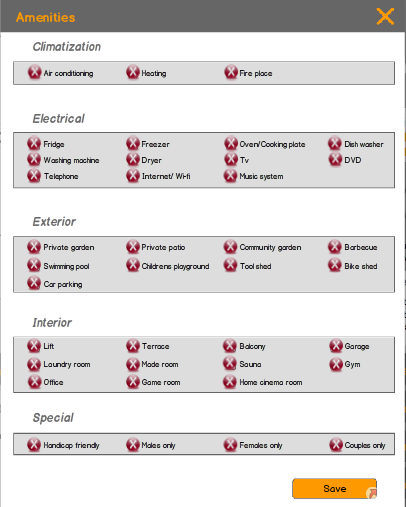 Amenities
Climatization
Air conditioning Heating Fire place
Electrical
Fridge Freezer Oven/Cooking plate Dish washer
Washing machine Dryer Tv DVD
Telephone Internet/ Wi-fi Music system
Exterior
Private garden Private patio Community garden Barbecue
Swimming pool Childrens playground Tool shed Bike shed
Car parking
Interior
Lift Terrace Balcony Garage
Laundry room Made room Sauna Gym
Office Game room Home cinema room
Special
Handicap friendly Males only Females only Couples only
Save